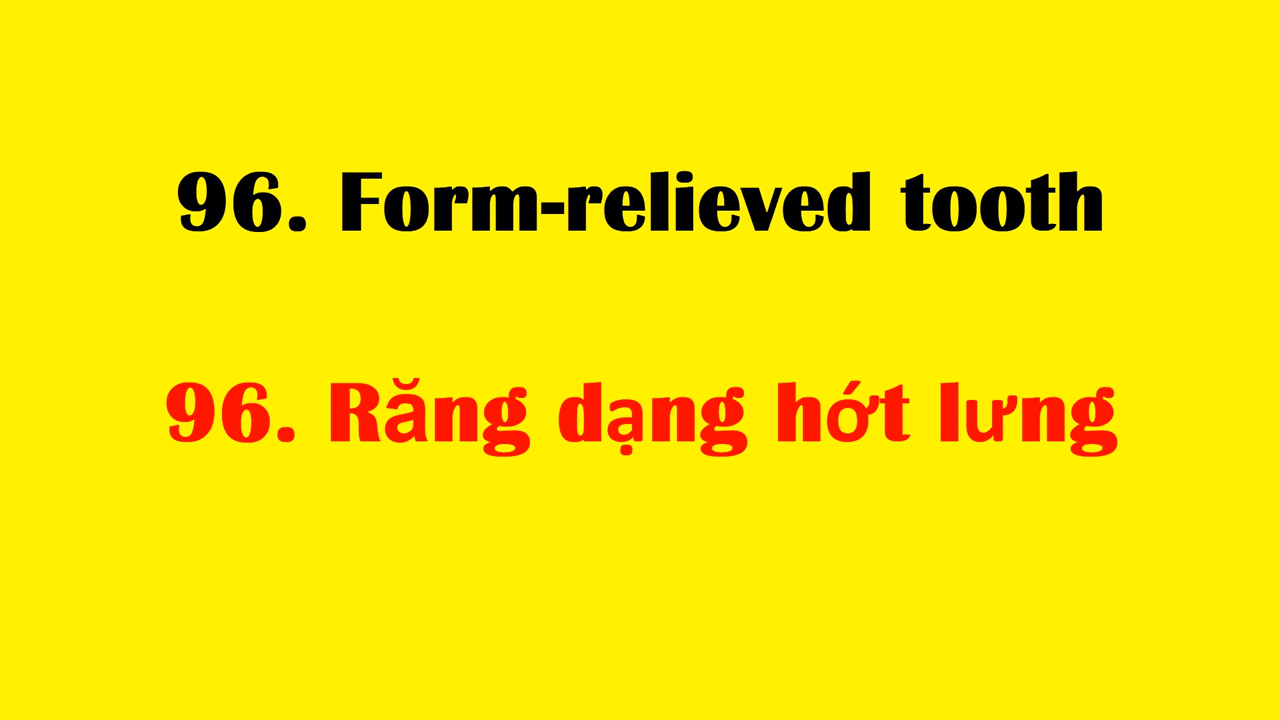 96. Form-relieved tooth
96. Răng dạng hớt lưng